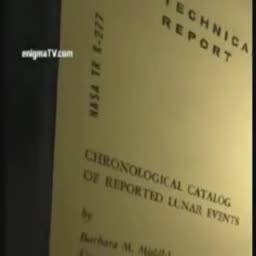 TECHNICA
REPORT
enigmaTV.com
NASA TR R-277
CHRONOLOGICAL CATALOG
OF REPORTED LUNAR EVENTS
by
Barbara M.